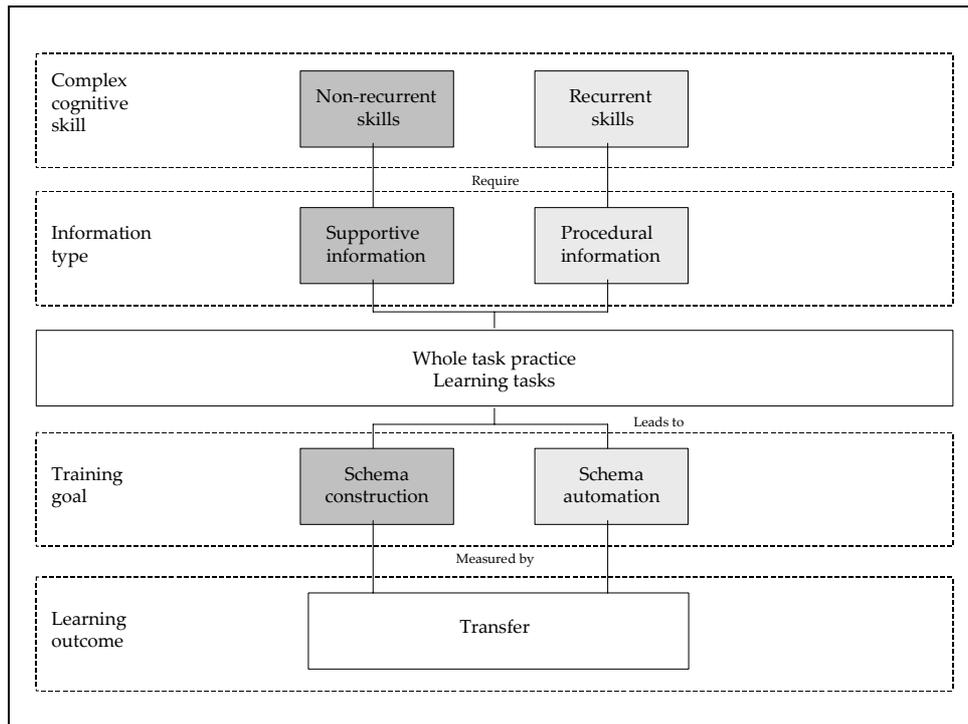 Complex
cognitive
skill
Non-recurrent
skills
Recurrent
skills
Require
Information
type
Supportive
information
Procedural
information
Whole task practice
Learning tasks
Leads to
Training
goal
Schema
construction
Schema
automation
Measured by
Learning
outcome
Transfer